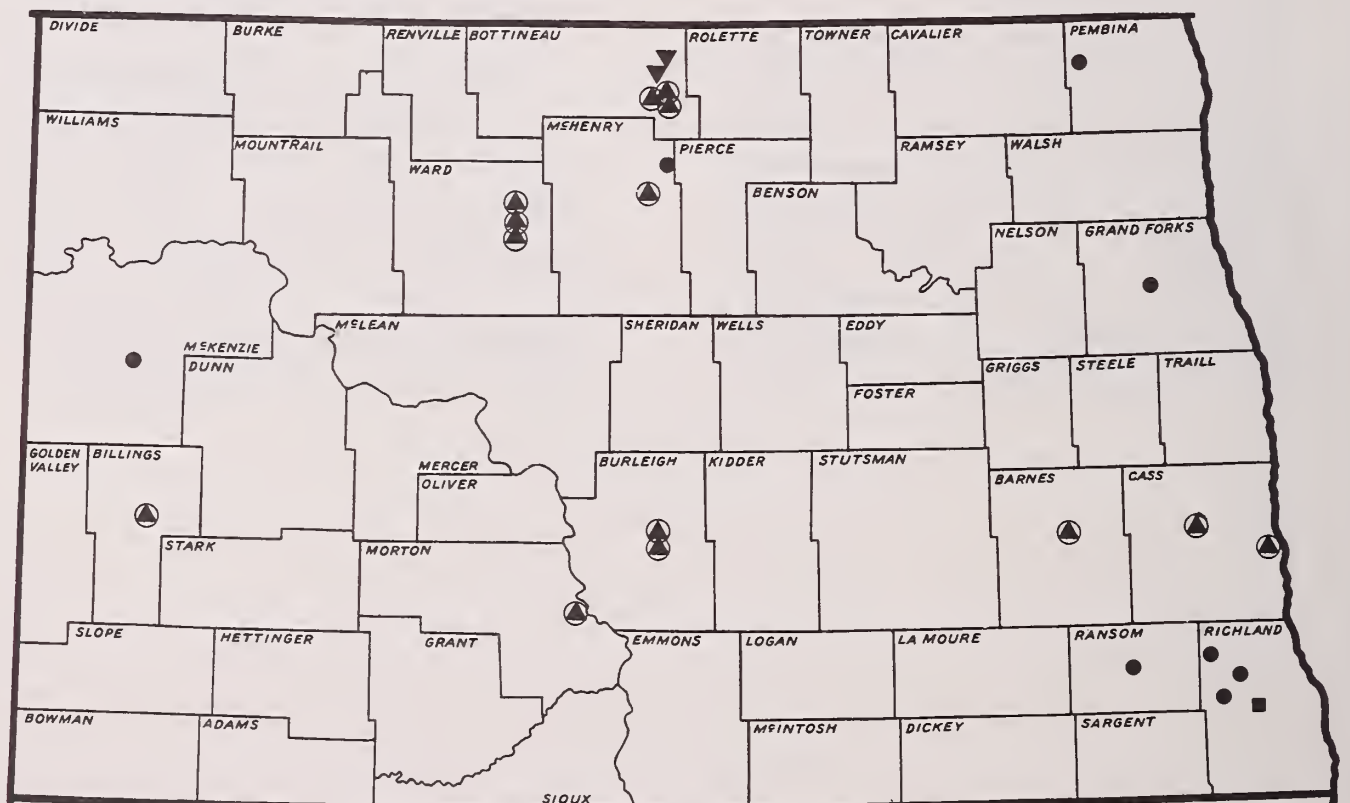 DIVIDE
BURKE
RENVILLE
BOTTINEAU
ROLETTE
TOWNER
CAVALIER
PEMBINA
WILLIAMS
MOUNTRAIL
WARD
McHENRY
PIERCE
BENSON
RAMSEY
WALSH
NELSON
GRAND FORKS
McKENZIE
DUNN
McLEAN
SHERIDAN
WELLS
EDDY
FOSTER
GRIGGS
STEELE
TRAILL
GOLDEN
VALLEY
BILLINGS
MERCER
OLIVER
BURLEIGH
KIDDER
STUTSMAN
BARNES
CASS
STARK
MORTON
SLOPE
HETTINGER
GRANT
EMMONS
LOGAN
LA MOURE
RANSOM
RICHLAND
BOWMAN
ADAMS
SIOUX
McINTOSH
DICKEY
SARGENT